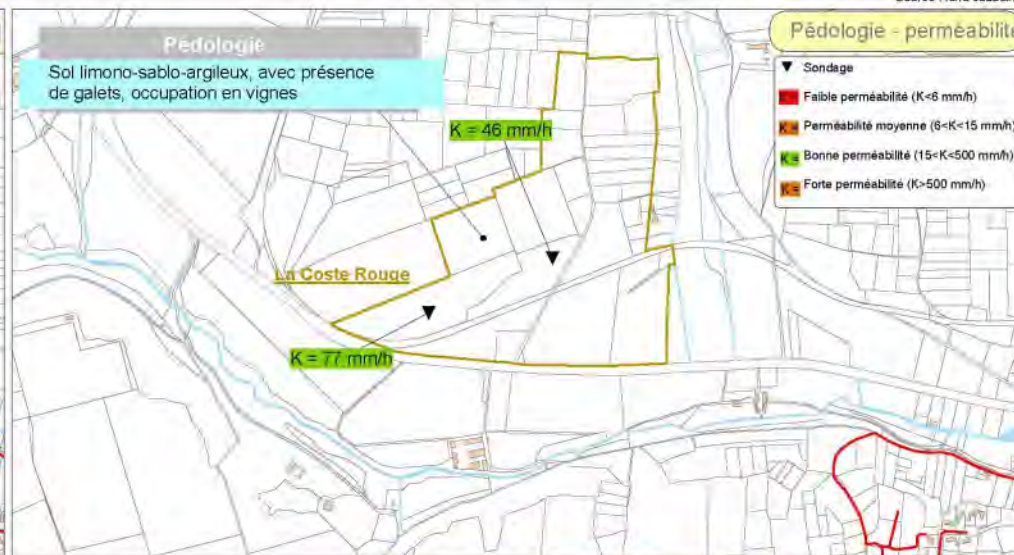 Pédologie
Sol limono-sablo-argileux, avec présence
de galets, occupation en vignes
K = 46 mm/h
La Coste Rouge
K = 77 mm/h
Pédologie - perméabilité
Sondage
K= Faible perméabilité (K<6 mm/h)
K= Perméabilité moyenne (6<K<15 mm/h)
K= Bonne perméabilité (15<K<500 mm/h)
K= Forte perméabilité (K>500 mm/h)